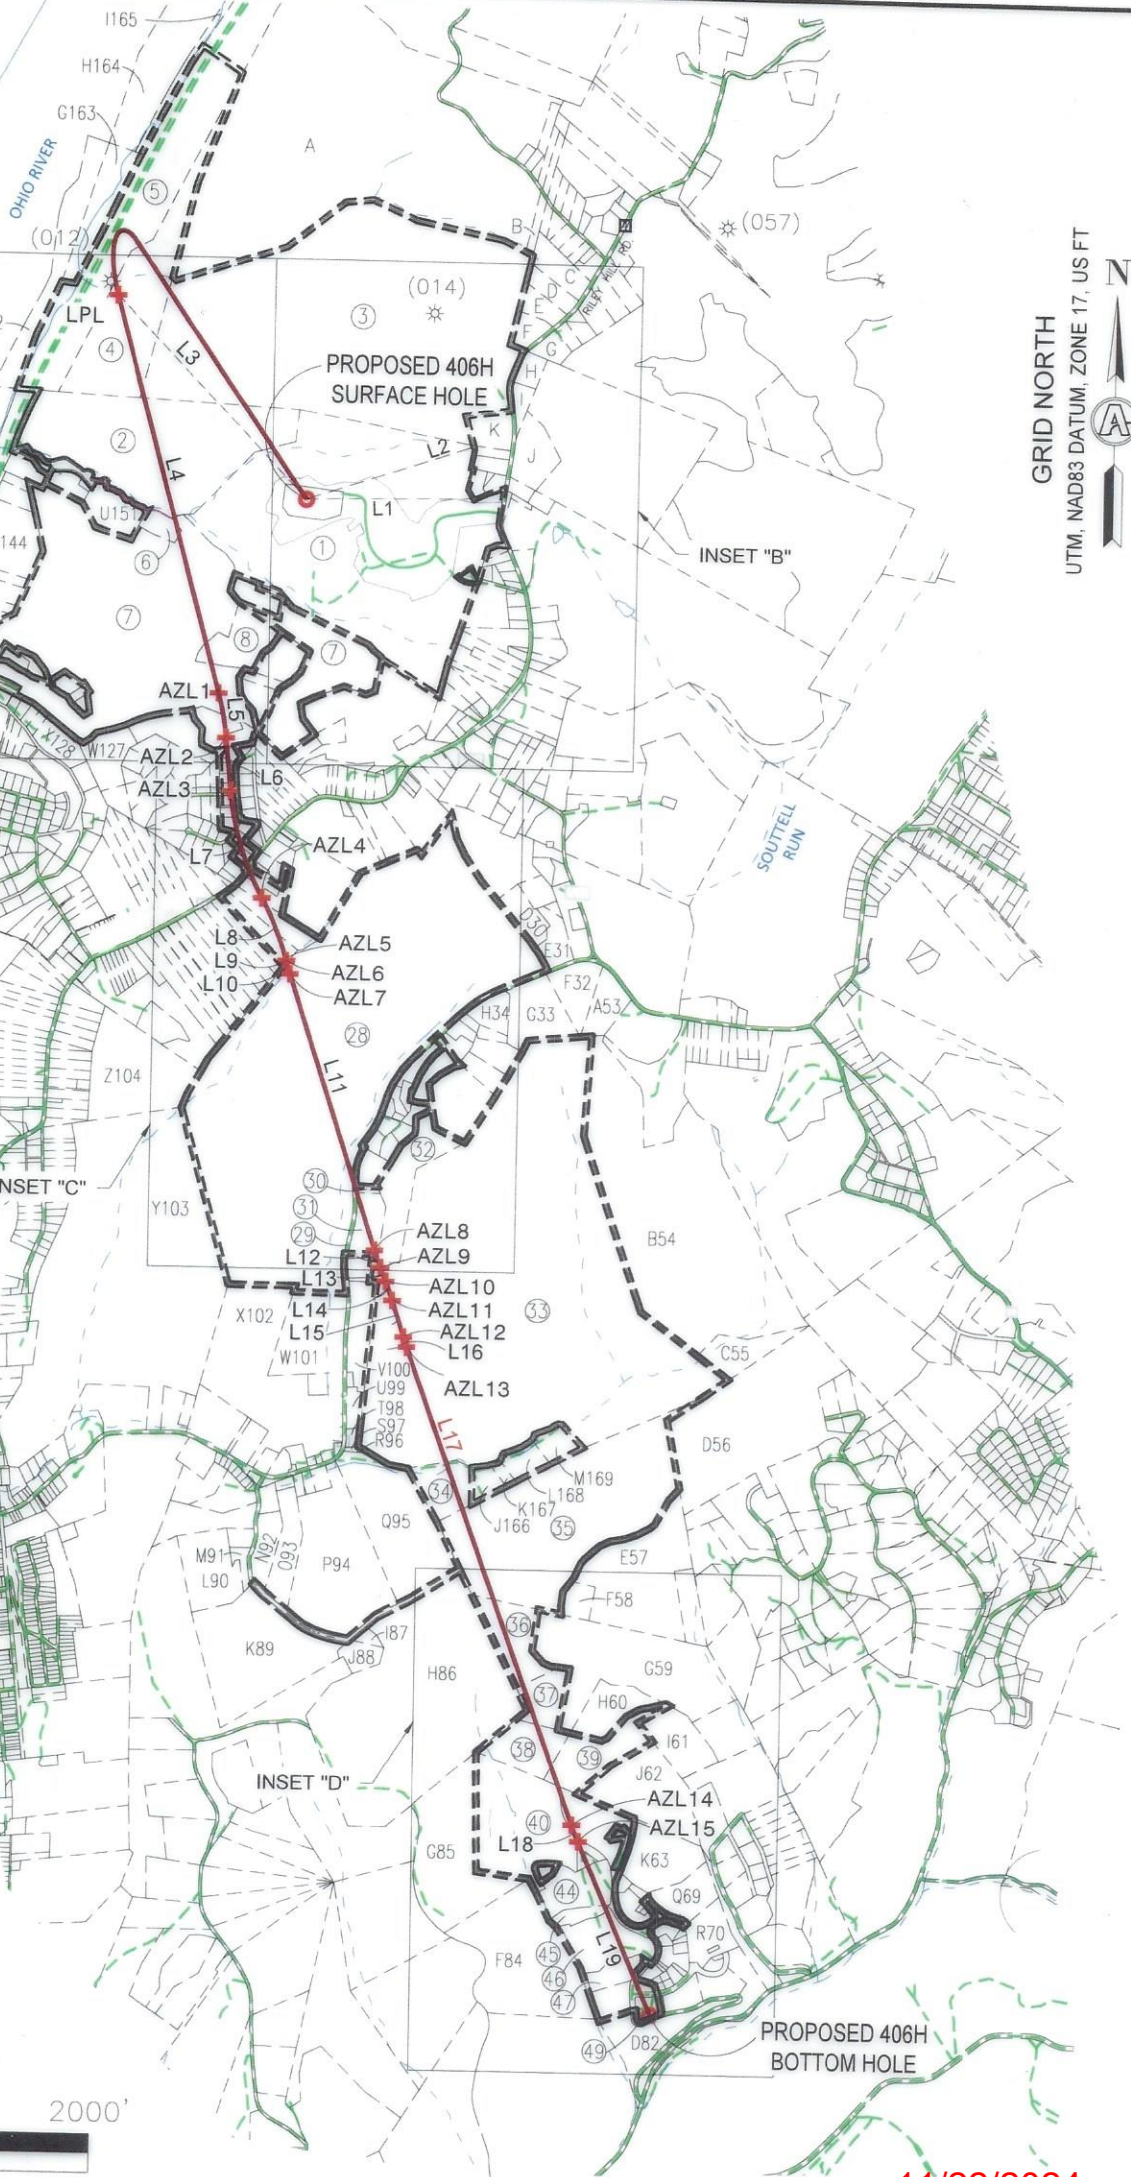 I165
H164
G163
OHIO RIVER
A
5
(012)
B
(057)
LPL
4
L3
3
(014)
C
D
E
F
G
H
RILEY HILL RD.
PROPOSED 406H
SURFACE HOLE
GRID NORTH
UTM, NAD83 DATUM, ZONE 17, US FT
N
A
2
L4
L2
K
J
U151
L1
1
144
6
INSET "B"
7
8
7
AZL1
L5
X128
W127
AZL2
AZL3
L6
L7
AZL4
SOUTTELL
RUN
L8
L9
L10
AZL5
AZL6
AZL7
D30
E31
F32
A53
G33
H34
28
L11
Z104
NSET "C"
32
Y103
30
31
29
L12
L13
L14
L15
AZL8
AZL9
AZL10
AZL11
AZL12
L16
AZL13
B54
33
X102
W101
V100
U99
T98
S97
R96
C55
D56
L17
34
M169
L168
K167
J166
35
Q95
E57
F58
M91
L90
N92
O93
P94
K89
J88
I87
H86
36
37
G59
H60
38
39
I61
J62
INSET "D"
AZL14
AZL15
40
L18
K63
G85
44
Q69
R70
F84
L19
45
46
47
49
D82
PROPOSED 406H
BOTTOM HOLE
2000'